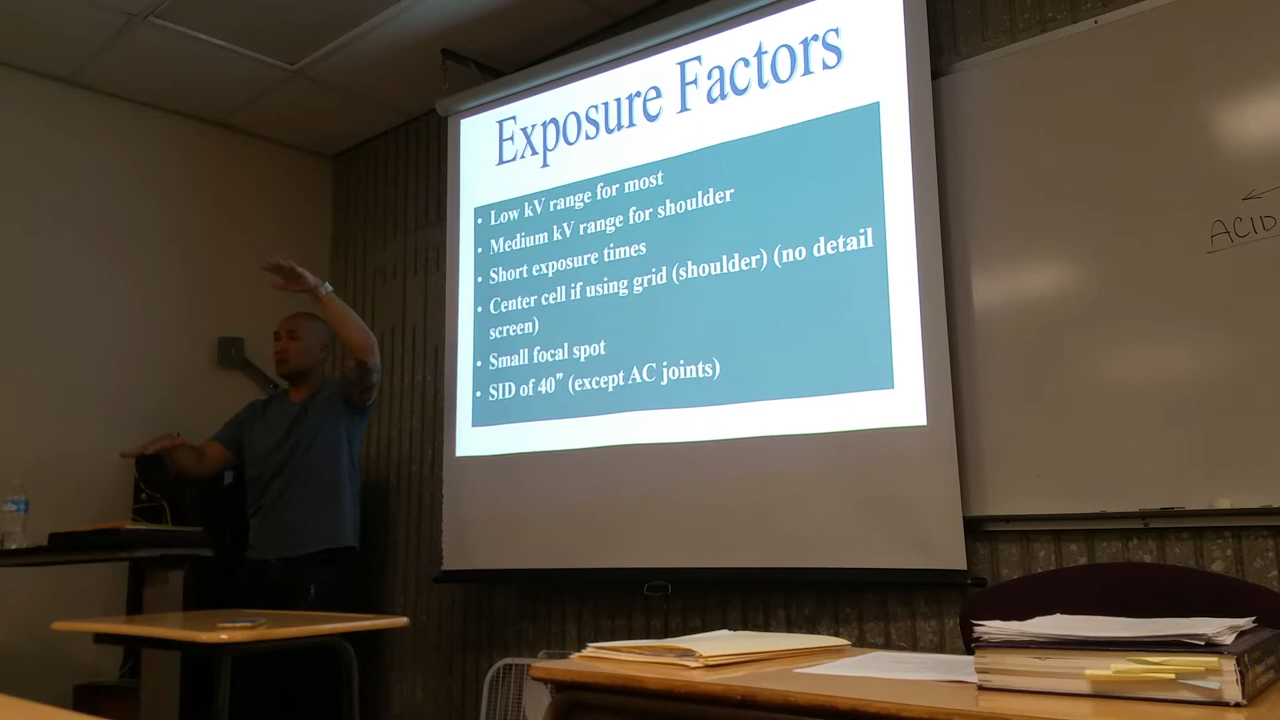 Exposure Factors
• Low kV range for most
• Medium kV range for shoulder
• Short exposure times
• Center cell if using grid (shoulder) (no detail
screen)
• Small focal spot
• SID of 40” (except AC joints)
ACID